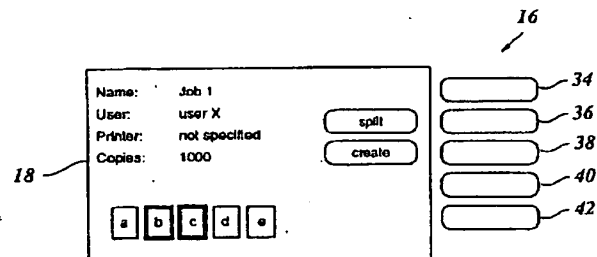 16
Name: Job 1
User: user X
Printer: not specified
Copies: 1000
split
create
18
a b c d e
34
36
38
40
42